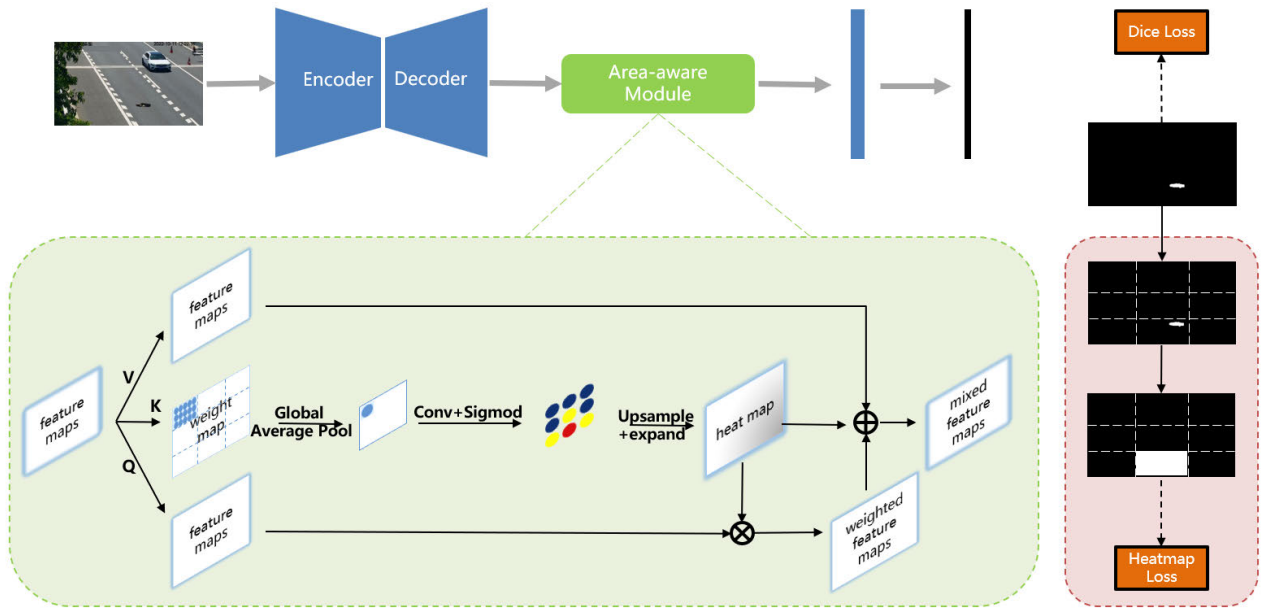 Encoder
Decoder
Area-aware
Module
Dice Loss
feature
maps
V
K
Q
feature
maps
weight
map
feature
maps
Global
Average Pool
Conv+Sigmod
Upsample
+expand
heat map
weighted
feature
maps
mixed
feature
maps
Heatmap
Loss